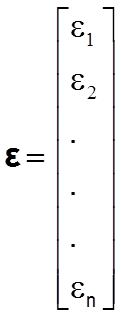 ε₁
ε₂
.
ε =
.
.
εₙ